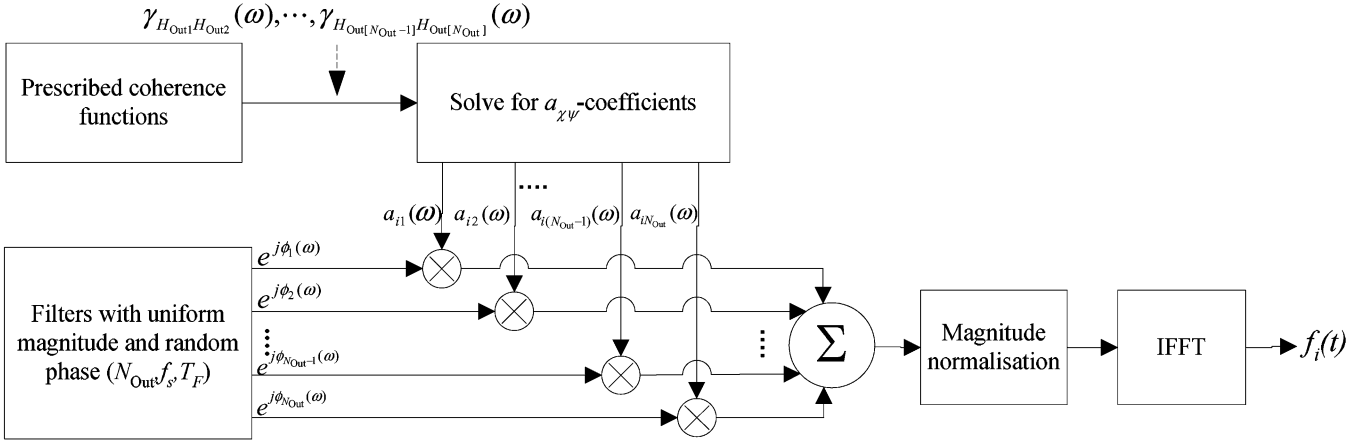 γ_{H_{Out1}H_{Out2}}(ω),⋯,γ_{H_{Out[N_{Out}-1]}H_{Out[N_{Out}]}}(ω)
Prescribed coherence
functions
Solve for a_{χψ}-coefficients
....
a_{i1}(ω) a_{i2}(ω) a_{i(N_{Out}-1)}(ω) a_{iN_{Out}}(ω)
Filters with uniform
magnitude and random
phase (N_{Out},f_s,T_F)
e^{jϕ_1(ω)}
e^{jϕ_2(ω)}
e^{jϕ_{N_{Out}-1}(ω)}
e^{jϕ_{N_{Out}}(ω)}
Σ
Magnitude
normalisation
IFFT
f_i(t)